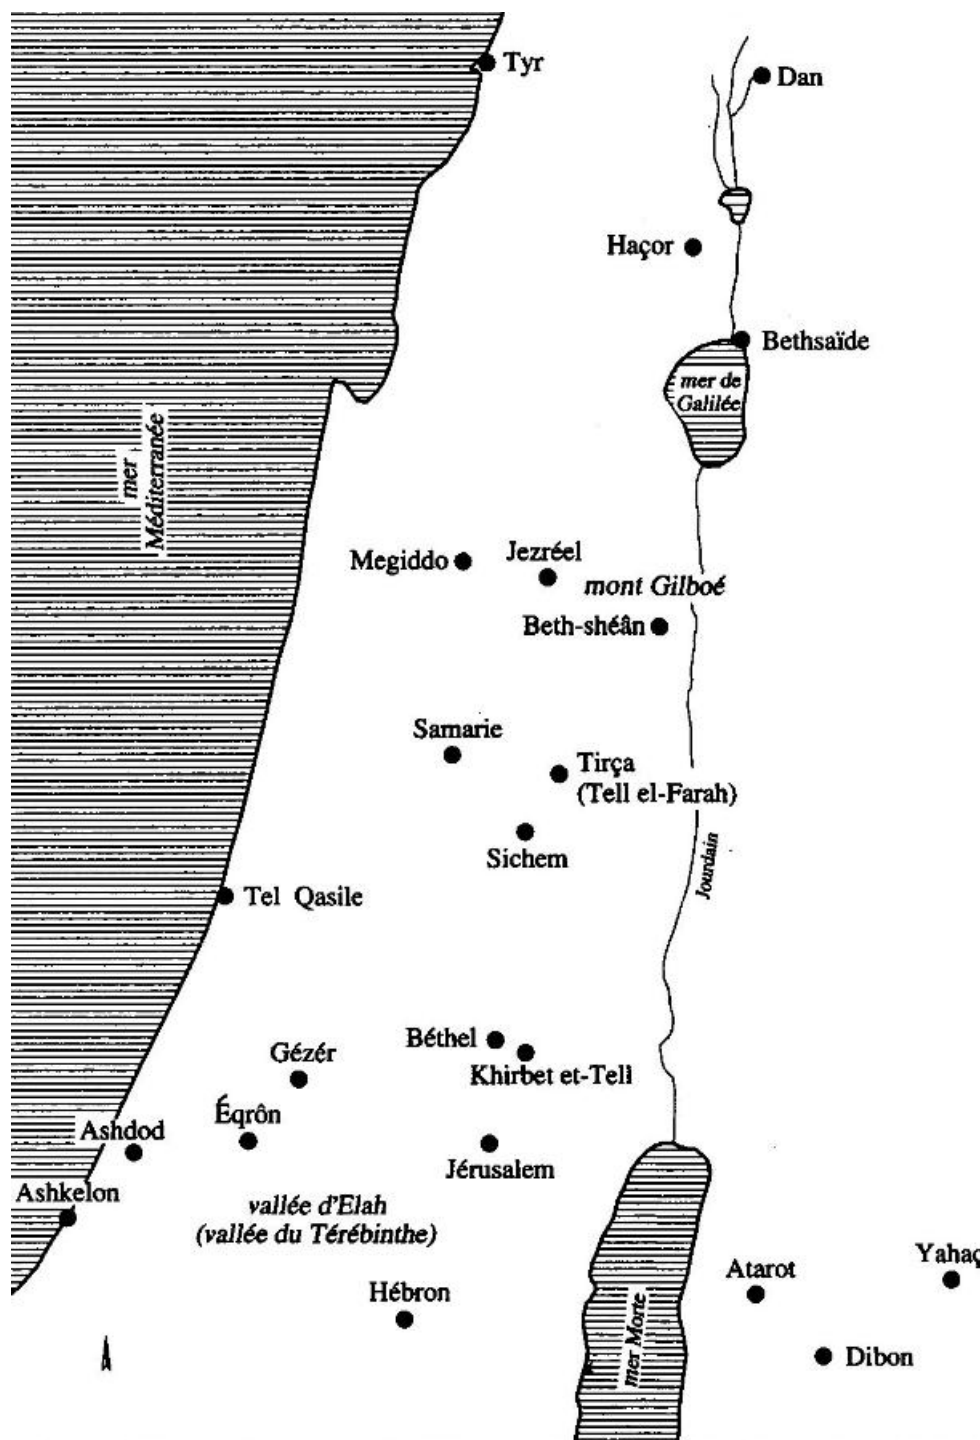 Tyr
Dan
Haçor
Bethsaïde
mer de
Galilée
mer
Méditerranée
Megiddo
Jezréel
mont Gilboé
Beth-shéân
Samarie
Tirça
(Tell el-Farah)
Sichem
Jourdain
Tel Qasile
Béthel
Khirbet et-Tell
Gézér
Éqrôn
Ashdod
Jérusalem
Ashkelon
vallée d'Elah
(vallée du Térébinthe)
Hébron
mer Morte
Atarot
Yahaç
Dibon